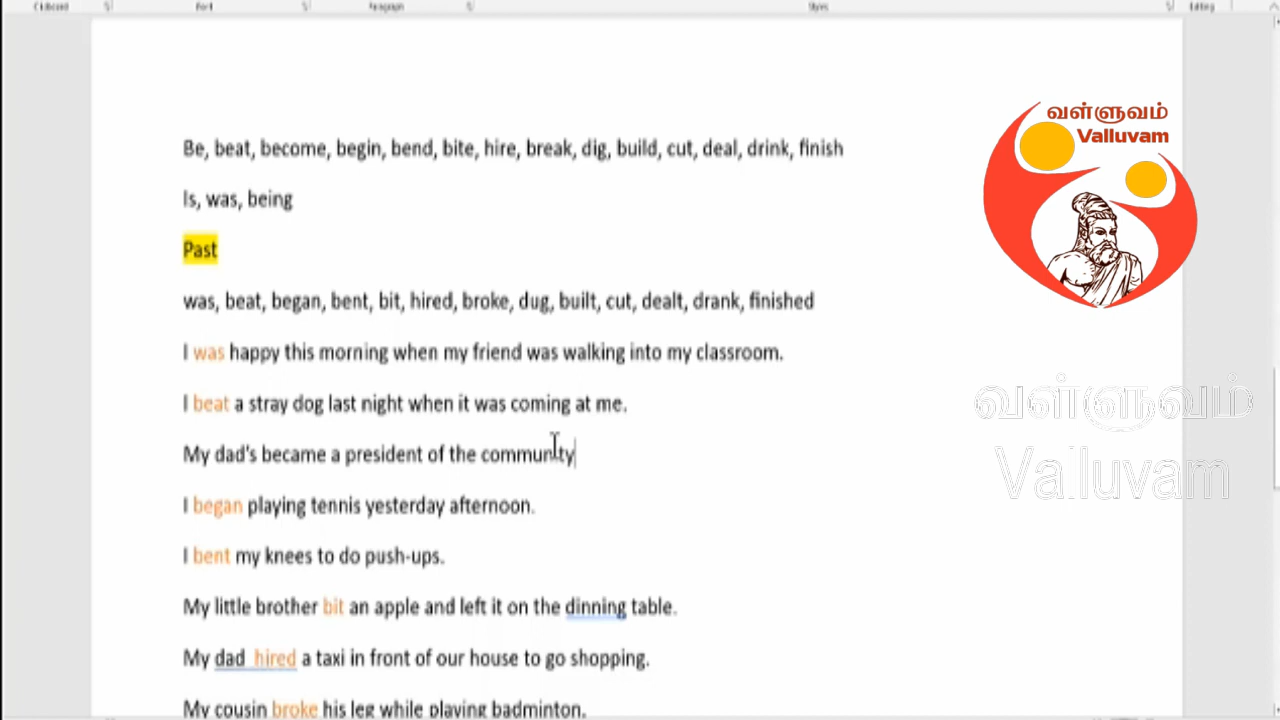 Clipboard Font Paragraph Styles Editing
வள்ளுவம்
Valluvam
Be, beat, become, begin, bend, bite, hire, break, dig, build, cut, deal, drink, finish
Is, was, being
Past
was, beat, began, bent, bit, hired, broke, dug, built, cut, dealt, drank, finished
I was happy this morning when my friend was walking into my classroom.
I beat a stray dog last night when it was coming at me.
வள்ளுவம்
My dad's became a president of the community
Valluvam
I began playing tennis yesterday afternoon.
I bent my knees to do push-ups.
My little brother bit an apple and left it on the dinning table.
My dad hired a taxi in front of our house to go shopping.
My cousin broke his leg while playing badminton.